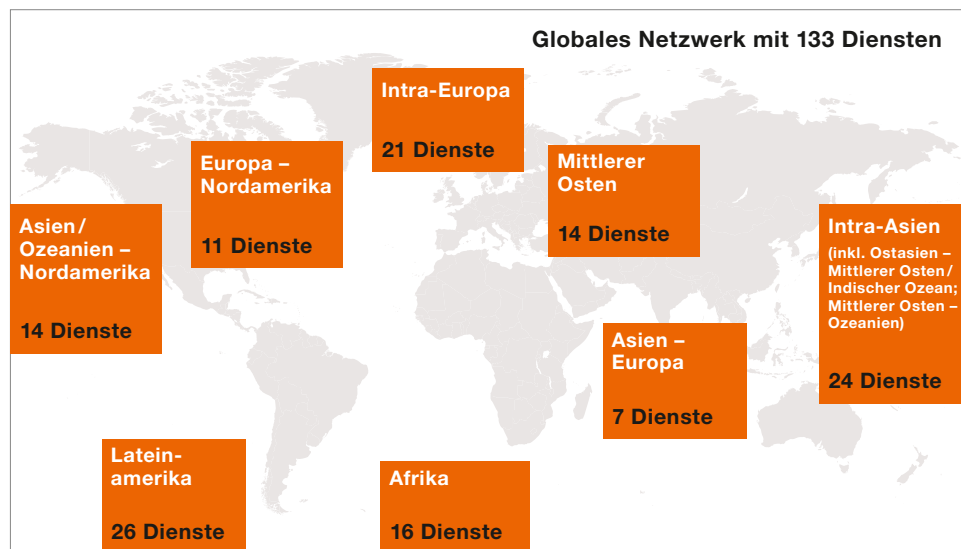 Globales Netzwerk mit 133 Diensten
Intra-Europa
21 Dienste
Europa –
Nordamerika
11 Dienste
Mittlerer
Osten
14 Dienste
Asien/
Ozeanien –
Nordamerika
14 Dienste
Intra-Asien
(inkl. Ostasien –
Mittlerer Osten/
Indischer Ozean;
Mittlerer Osten –
Ozeanien)
24 Dienste
Asien –
Europa
7 Dienste
Latein-
amerika
26 Dienste
Afrika
16 Dienste